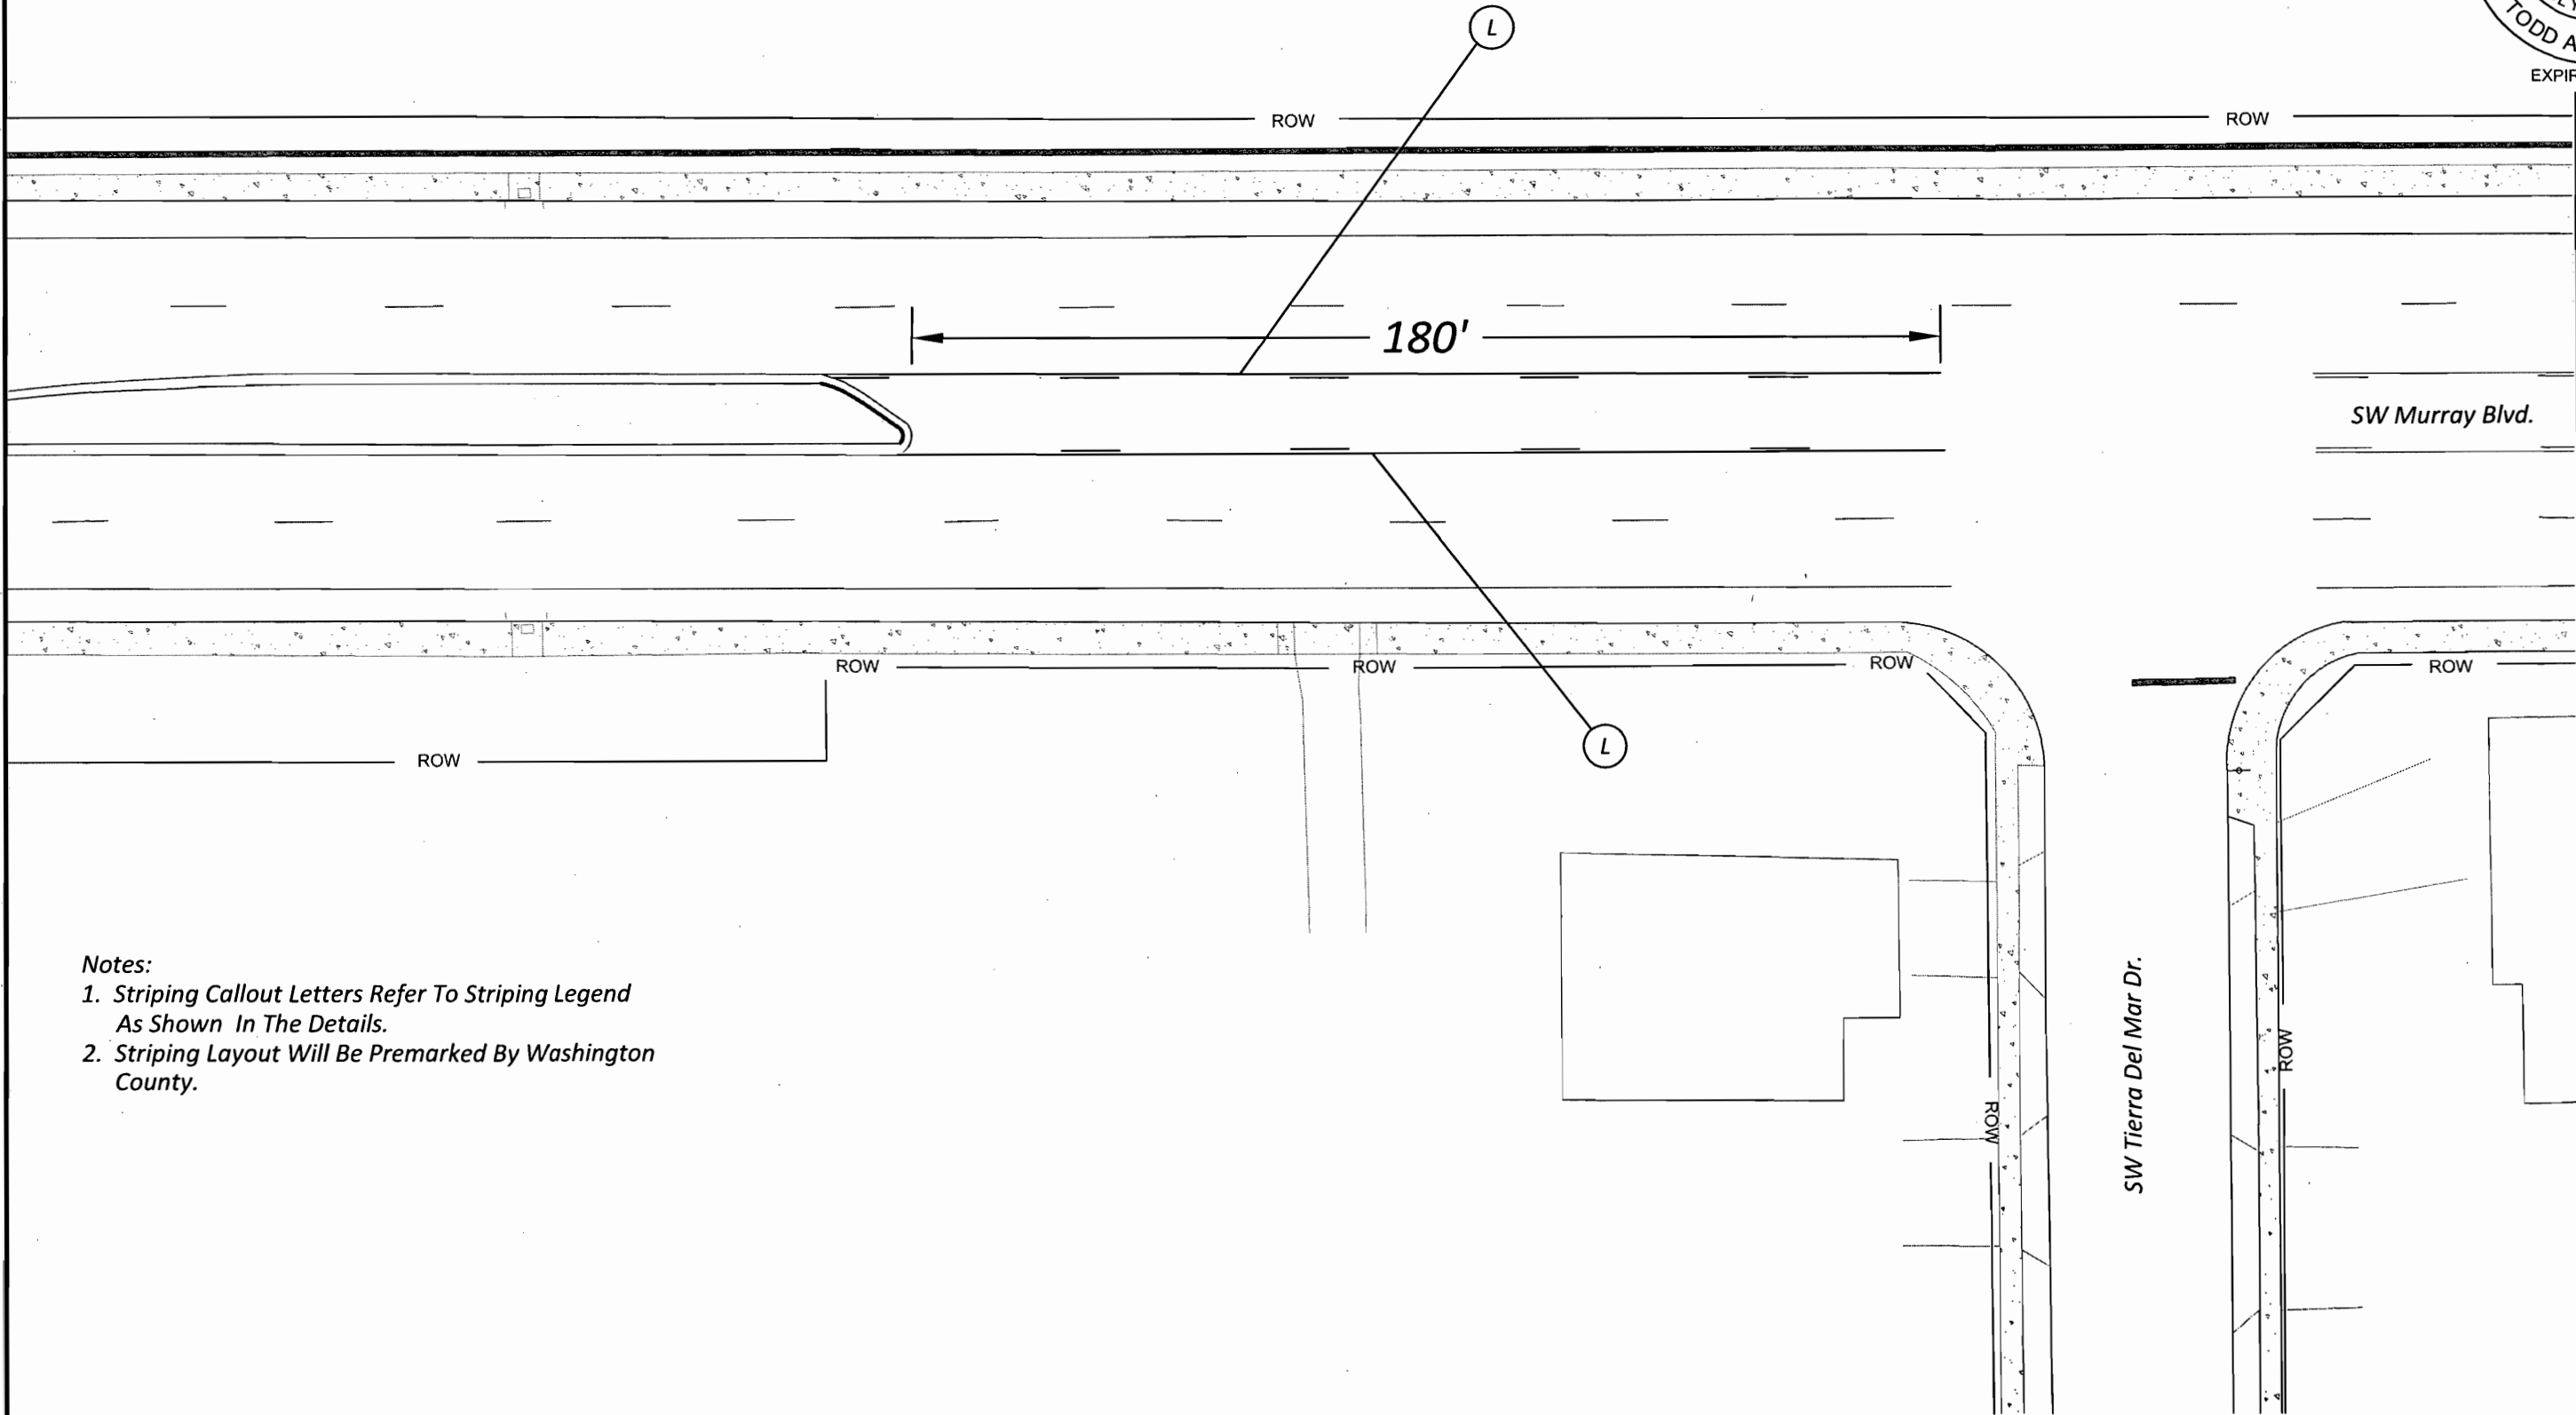 L
TODD A
EXPIR
ROW
ROW
180'
SW Murray Blvd.
ROW
ROW
ROW
ROW
ROW
L
Notes:
1. Striping Callout Letters Refer To Striping Legend
As Shown In The Details.
2. Striping Layout Will Be Premarked By Washington
County.
SW Tierra Del Mar Dr.
ROW
ROW